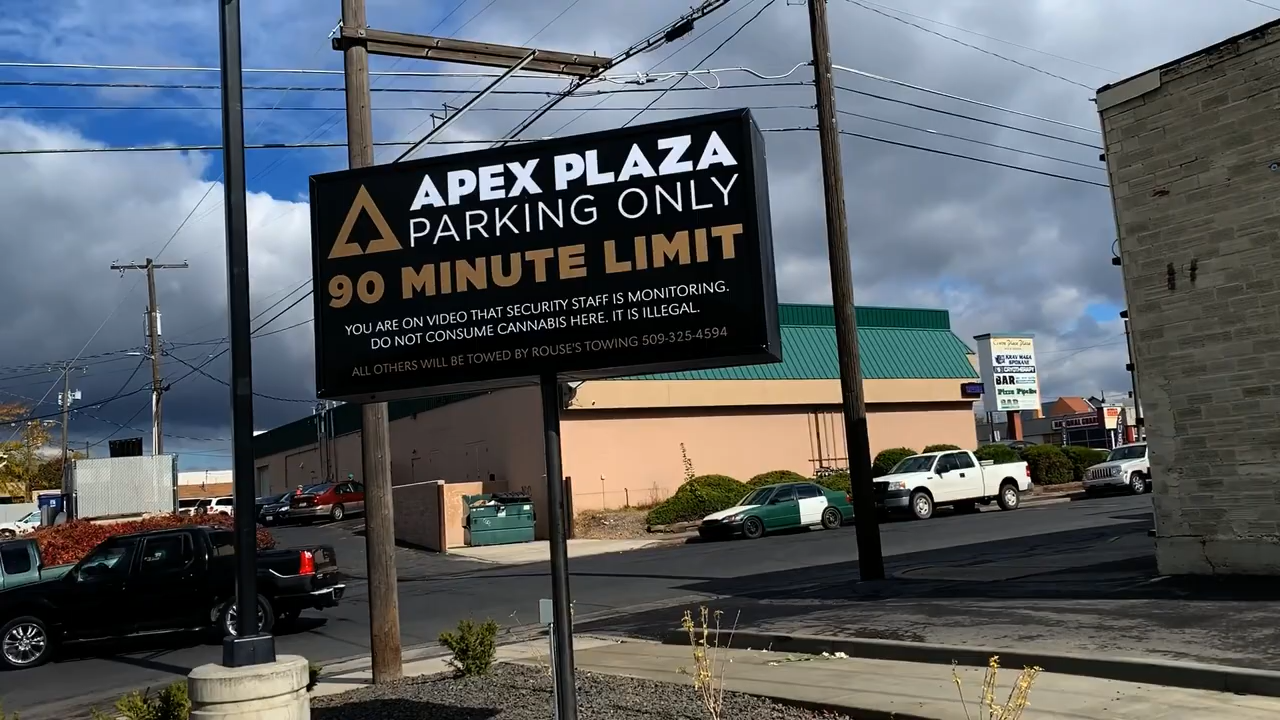 APEX PLAZA
PARKING ONLY
90 MINUTE LIMIT
YOU ARE ON VIDEO THAT SECURITY STAFF IS MONITORING.
DO NOT CONSUME CANNABIS HERE. IT IS ILLEGAL.
ALL OTHERS WILL BE TOWED BY ROUSE'S TOWING 509-325-4594
KRAV MAGA
SPOKANE
CRYOTHERAPY
BAR